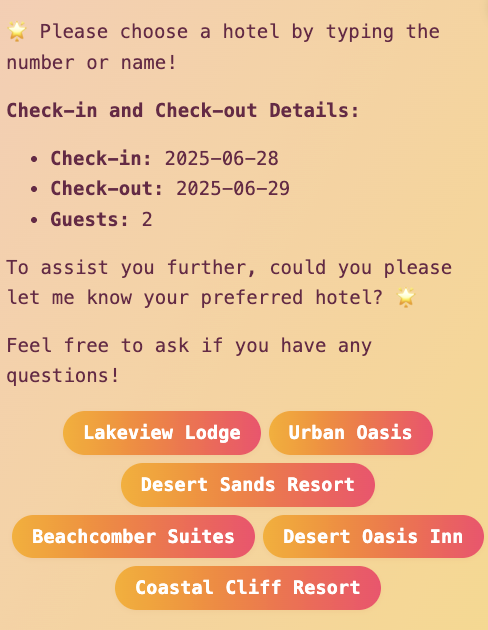 🌟 Please choose a hotel by typing the
number or name!
Check-in and Check-out Details:
• Check-in: 2025-06-28
• Check-out: 2025-06-29
• Guests: 2
To assist you further, could you please
let me know your preferred hotel? 🌟
Feel free to ask if you have any
questions!
Lakeview Lodge Urban Oasis
Desert Sands Resort
Beachcomber Suites Desert Oasis Inn
Coastal Cliff Resort